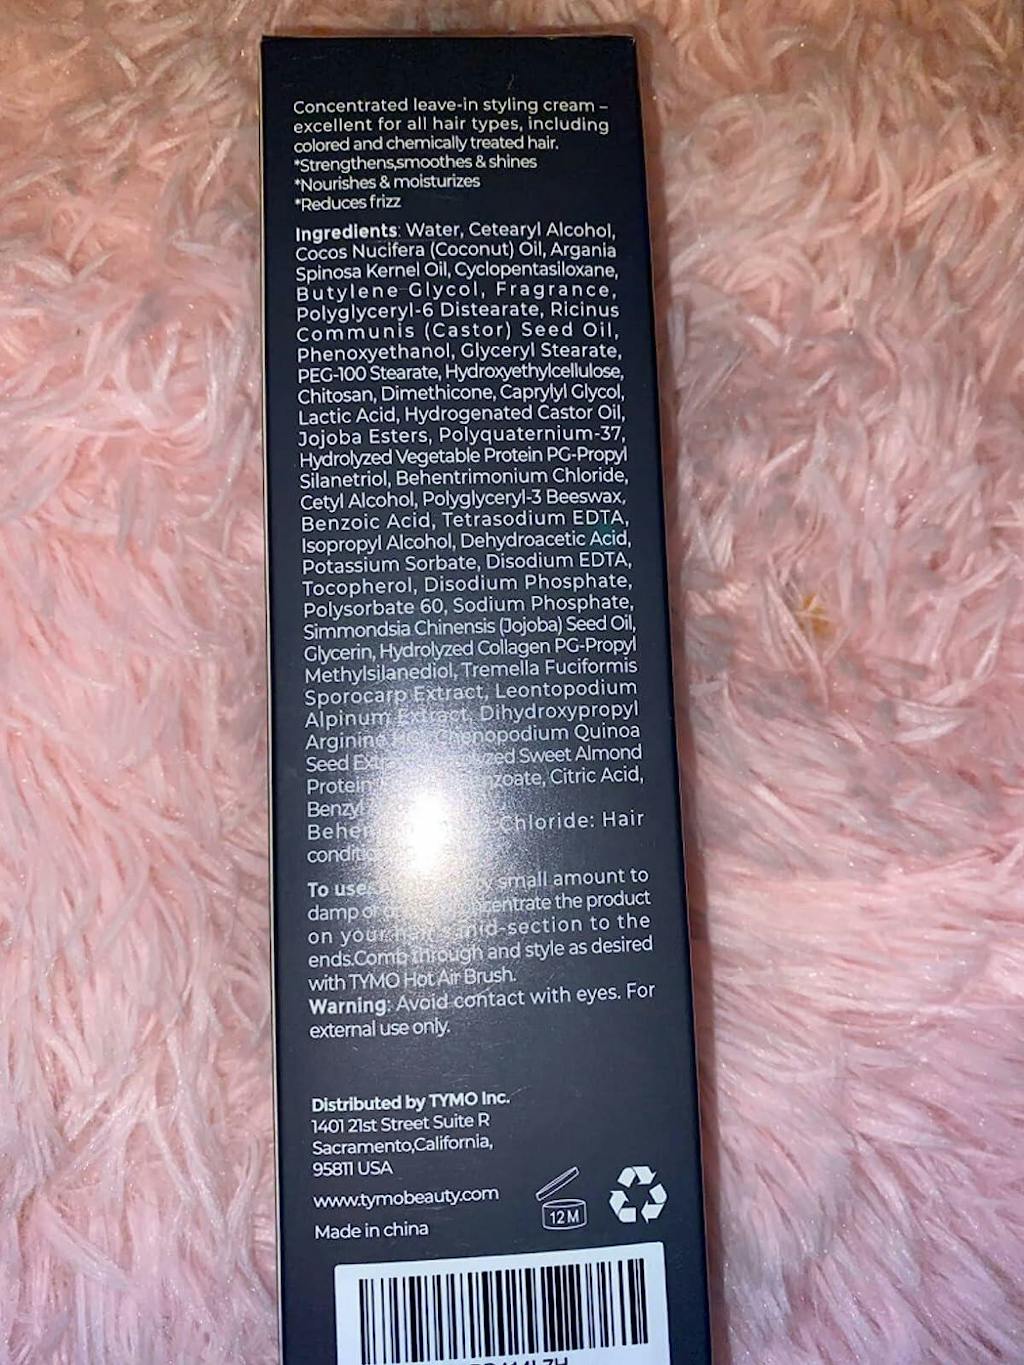 Concentrated leave-in styling cream –
excellent for all hair types, including
colored and chemically treated hair.
*Strengthens,smoothes & shines
*Nourishes & moisturizes
*Reduces frizz
Ingredients: Water, Cetearyl Alcohol,
Cocos Nucifera (Coconut) Oil, Argania
Spinosa Kernel Oil, Cyclopentasiloxane,
Butylene Glycol, Fragrance,
Polyglyceryl-6 Distearate, Ricinus
Communis (Castor) Seed Oil,
Phenoxyethanol, Glyceryl Stearate,
PEG-100 Stearate, Hydroxyethylcellulose,
Chitosan, Dimethicone, Caprylyl Glycol,
Lactic Acid, Hydrogenated Castor Oil,
Jojoba Esters, Polyquaternium-37,
Hydrolyzed Vegetable Protein PG-Propyl
Silanetriol, Behentrimonium Chloride,
Cetyl Alcohol, Polyglyceryl-3 Beeswax,
Benzoic Acid, Tetrasodium EDTA,
Isopropyl Alcohol, Dehydroacetic Acid,
Potassium Sorbate, Disodium EDTA,
Tocopherol, Disodium Phosphate,
Polysorbate 60, Sodium Phosphate,
Simmondsia Chinensis (Jojoba) Seed Oil,
Glycerin, Hydrolyzed Collagen PG-Propyl
Methylsilanediol, Tremella Fuciformis
Sporocarp Extract, Leontopodium
Alpinum Extract, Dihydroxypropyl
Arginine Chenopodium Quinoa
Seed Sweet Almond
Protein Citric Acid,
Benzyl
Chloride: Hair
To use: small amount to
damp the product
on your mid-section to the
ends.Comb through and style as desired
with TYMO Hot Air Brush.
Warning: Avoid contact with eyes. For
external use only.
Distributed by TYMO Inc.
1401 21st Street Suite R
Sacramento,California,
95811 USA
www.tymobeauty.com
Made in china
12M